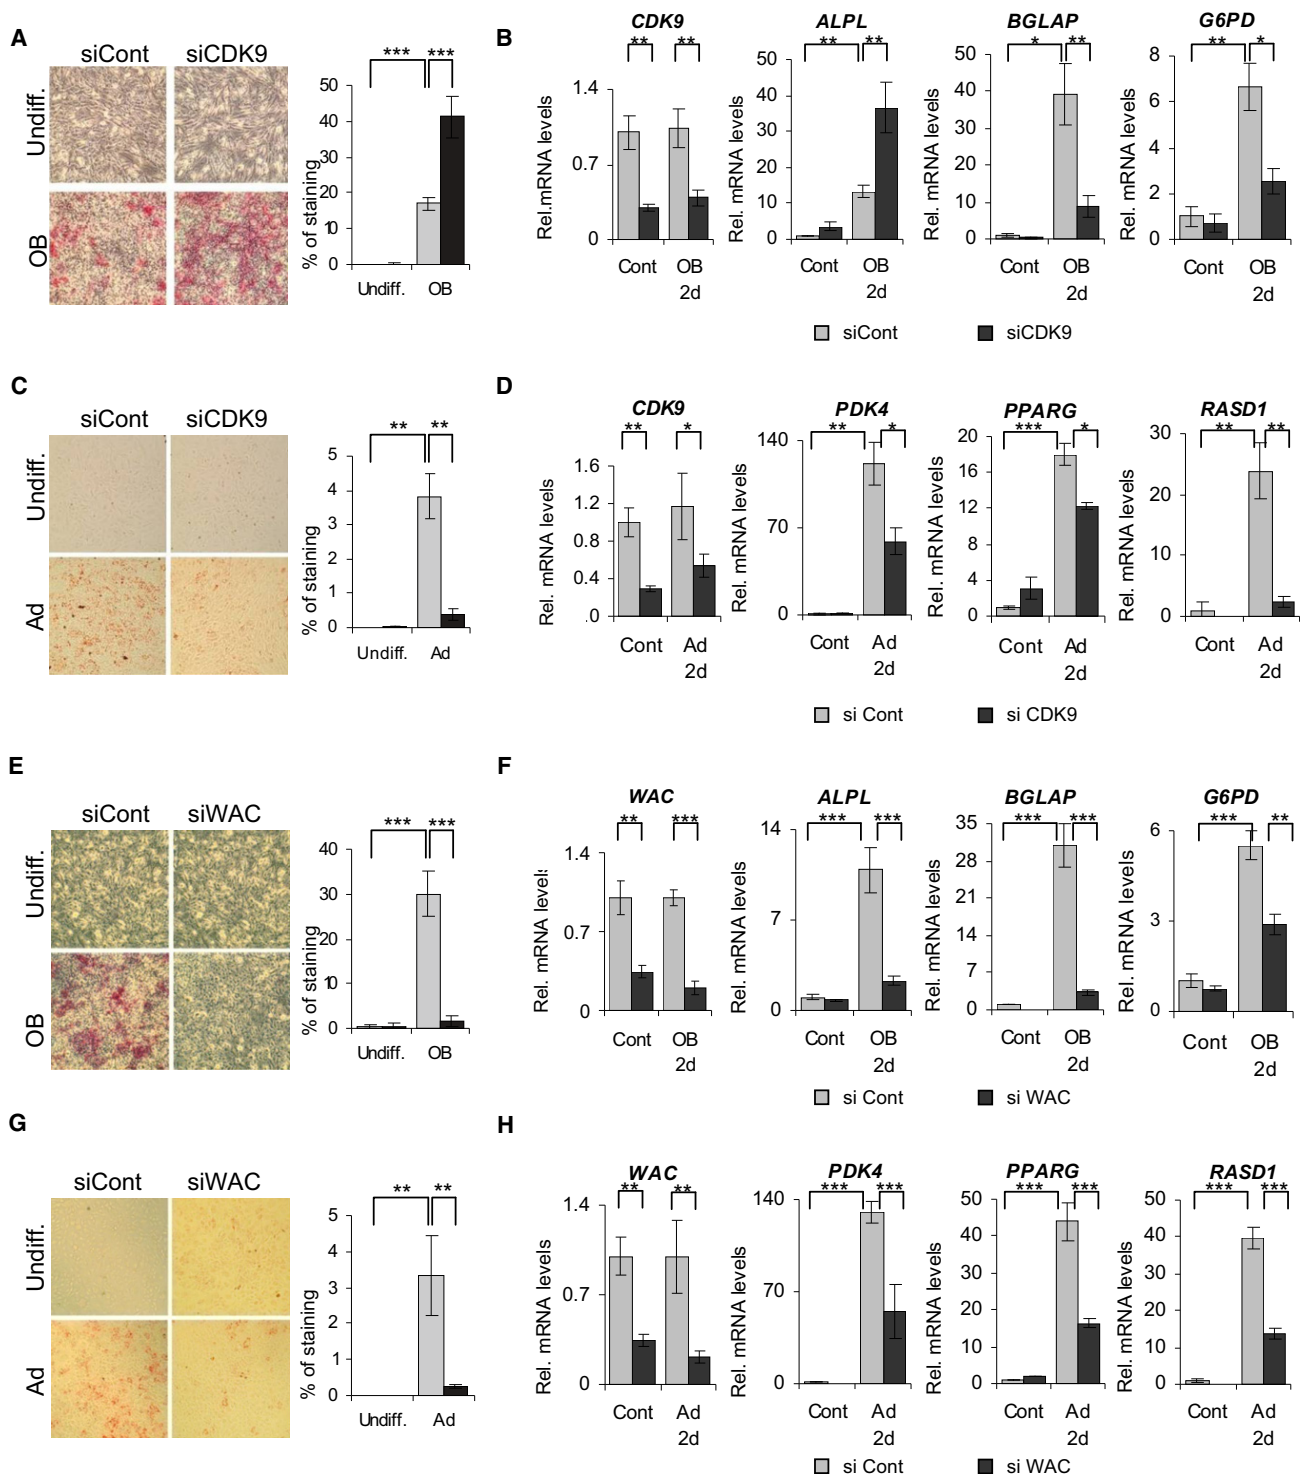 A
siCont siCDK9
Undiff.
OB
*** ***
% of staining
50
40
30
20
10
0
Undiff. OB
B
CDK9
** **
Rel.mRNA levels
1.4
0.7
0
Cont OB
2d
ALPL
** **
Rel. mRNA levels
50
40
30
20
10
0
Cont OB
2d
BGLAP
* **
Rel. mRNA levels
50
40
30
20
10
0
Cont OB
2d
G6PD
** *
Rel. mRNA levels
8
6
4
2
0
Cont OB
2d
siCont siCDK9
C
siCont siCDK9
Undiff.
Ad
** **
% of staining
5
4
3
2
1
0
Undiff. Ad
D
CDK9
** *
Rel. mRNA levels
1.6
1.2
0.8
0.4
.0
Cont Ad
2d
PDK4
** *
Rel. mRNA levels
140
70
0
Cont Ad
2d
PPARG
*** *
Rel. mRNA levels
20
16
12
8
4
0
Cont Ad
2d
RASD1
** **
Rel. mRNA levels
30
20
10
0
Cont Ad
2d
si Cont si CDK9
E
siCont siWAC
Undiff.
OB
*** ***
% of staining
40
30
20
10
0
Undiff. OB
F
WAC
** ***
Rel. mRNA levels
1.4
0.7
0
Cont OB
2d
ALPL
*** ***
Rel. mRNA levels
14
7
0
Cont OB
2d
BGLAP
*** ***
Rel. mRNA levels
35
28
21
14
7
0
Cont OB
2d
G6PD
*** **
Rel. mRNA levels
6
3
0
Cont OB
2d
si Cont si WAC
G
siCont siWAC
Undiff.
Ad
** **
% of staining
5
4
3
2
1
0
Undiff. Ad
H
WAC
** **
Rel. mRNA levels
1.4
0.7
0
Cont Ad
2d
PDK4
*** ***
Rel. mRNA levels
140
70
0
Cont Ad
2d
PPARG
*** ***
Rel. mRNA levels
50
40
30
20
10
0
Cont Ad
2d
RASD1
*** ***
Rel. mRNA levels
50
40
30
20
10
0
Cont Ad
2d
si Cont si WAC